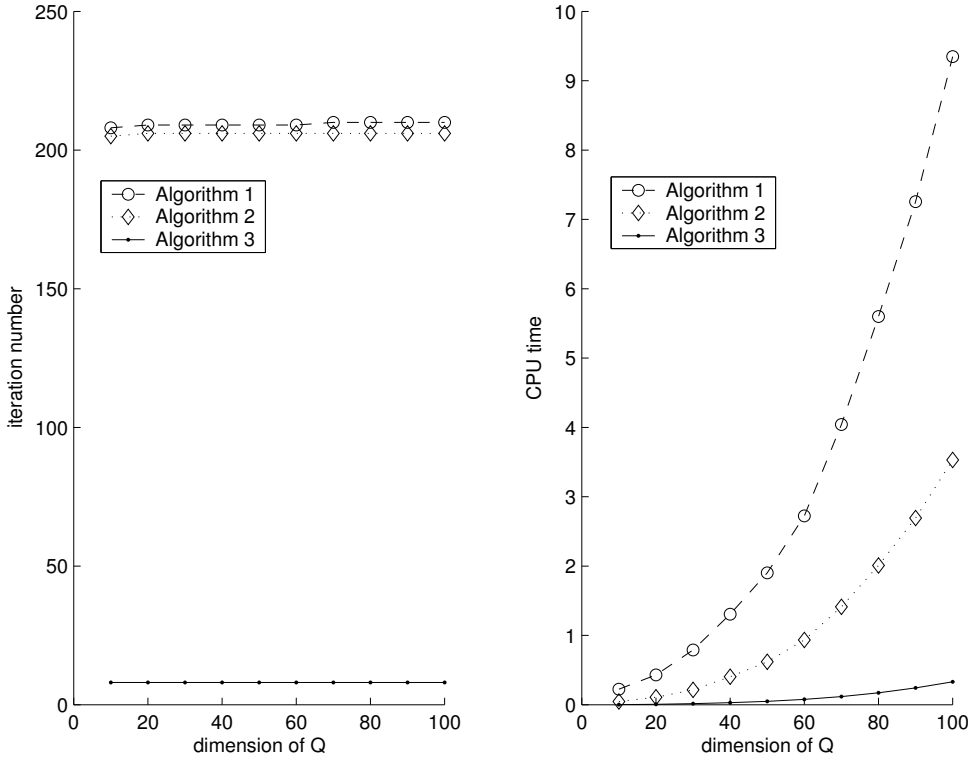 250
200
150
100
50
0
iteration number
Algorithm 1
Algorithm 2
Algorithm 3
0 20 40 60 80 100
dimension of Q
10
9
8
7
6
5
4
3
2
1
0
CPU time
Algorithm 1
Algorithm 2
Algorithm 3
0 20 40 60 80 100
dimension of Q